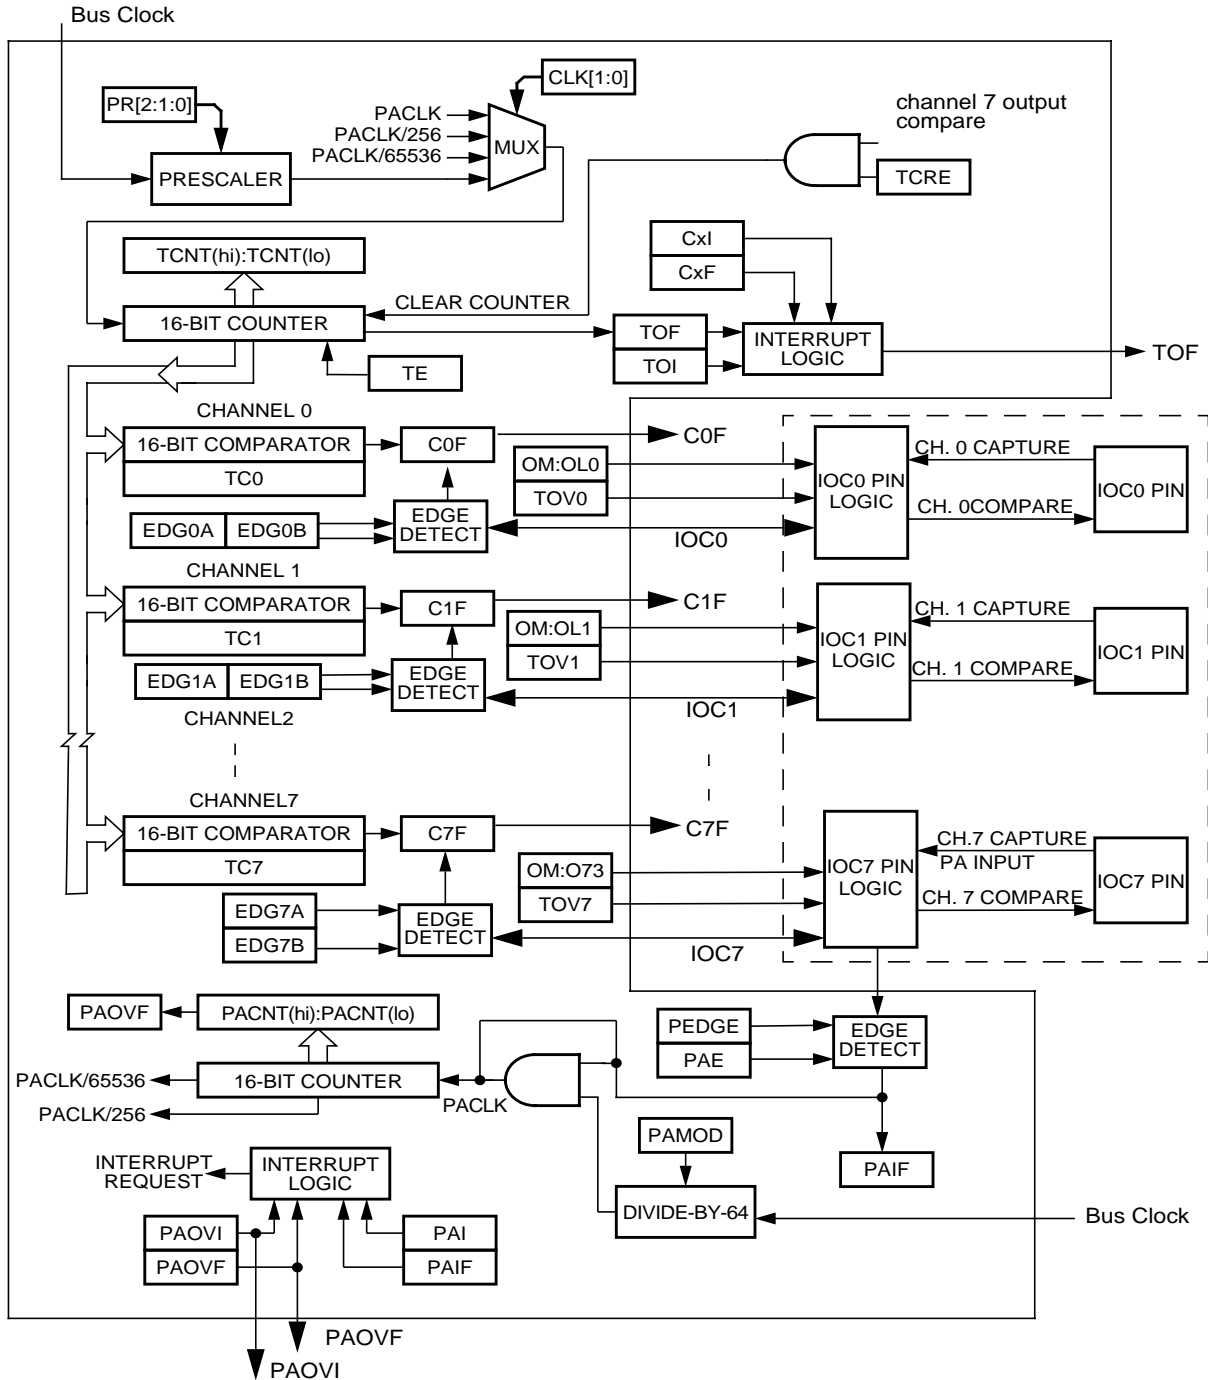 Bus Clock
PR[2:1:0]
CLK[1:0]
PACLK
PACLK/256
PACLK/65536
MUX
PRESCALER
channel 7 output
compare
TCRE
CxI
CxF
TCNT(hi):TCNT(lo)
CLEAR COUNTER
16-BIT COUNTER
TOF
TOI
INTERRUPT
LOGIC
TOF
TE
CHANNEL 0
16-BIT COMPARATOR
TC0
C0F
C0F
OM:OL0
TOV0
EDG0A
EDG0B
EDGE
DETECT
IOC0
IOC0 PIN
LOGIC
CH. 0 CAPTURE
CH. 0COMPARE
IOC0 PIN
CHANNEL 1
16-BIT COMPARATOR
TC1
C1F
C1F
OM:OL1
TOV1
EDG1A
EDG1B
EDGE
DETECT
IOC1
IOC1 PIN
LOGIC
CH. 1 CAPTURE
CH. 1 COMPARE
IOC1 PIN
CHANNEL2
CHANNEL7
16-BIT COMPARATOR
TC7
C7F
C7F
OM:O73
TOV7
EDG7A
EDG7B
EDGE
DETECT
IOC7
IOC7 PIN
LOGIC
CH.7 CAPTURE
PA INPUT
CH. 7 COMPARE
IOC7 PIN
PAOVF
PACNT(hi):PACNT(lo)
PEDGE
PAE
EDGE
DETECT
PACLK/65536
16-BIT COUNTER
PACLK
PACLK/256
PAMOD
PAIF
INTERRUPT
REQUEST
INTERRUPT
LOGIC
DIVIDE-BY-64
Bus Clock
PAOVI
PAOVF
PAI
PAIF
PAOVF
PAOVI